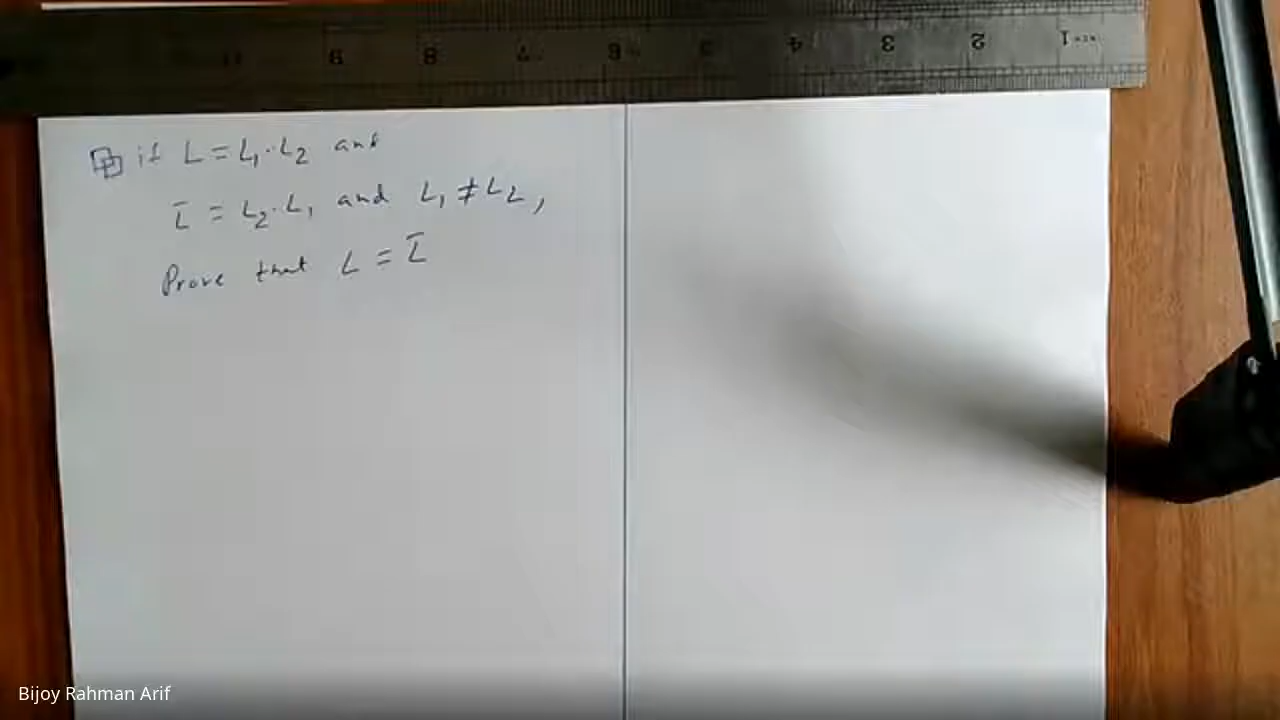 if L = L₁·L₂ and
L̄ = L₂·L₁ and L₁ ≠ L₂,
Prove that L = L̄
Bijoy Rahman Arif